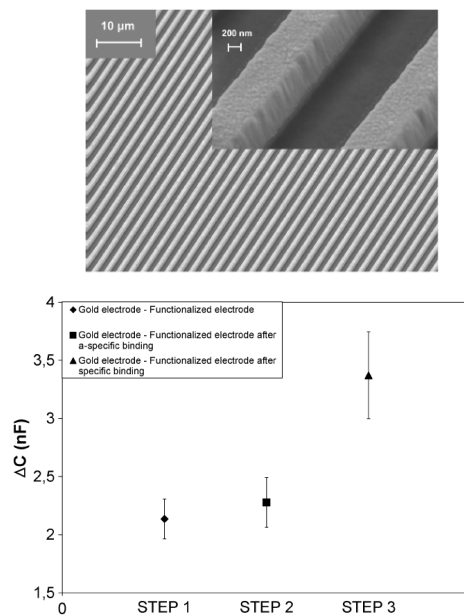 10 µm
200 nm
4
Gold electrode - Functionalized electrode
Gold electrode - Functionalized electrode after
a-specific binding
Gold electrode - Functionalized electrode after
specific binding
3,5
3
ΔC (nF)
2,5
2
1,5
0
STEP 1
STEP 2
STEP 3